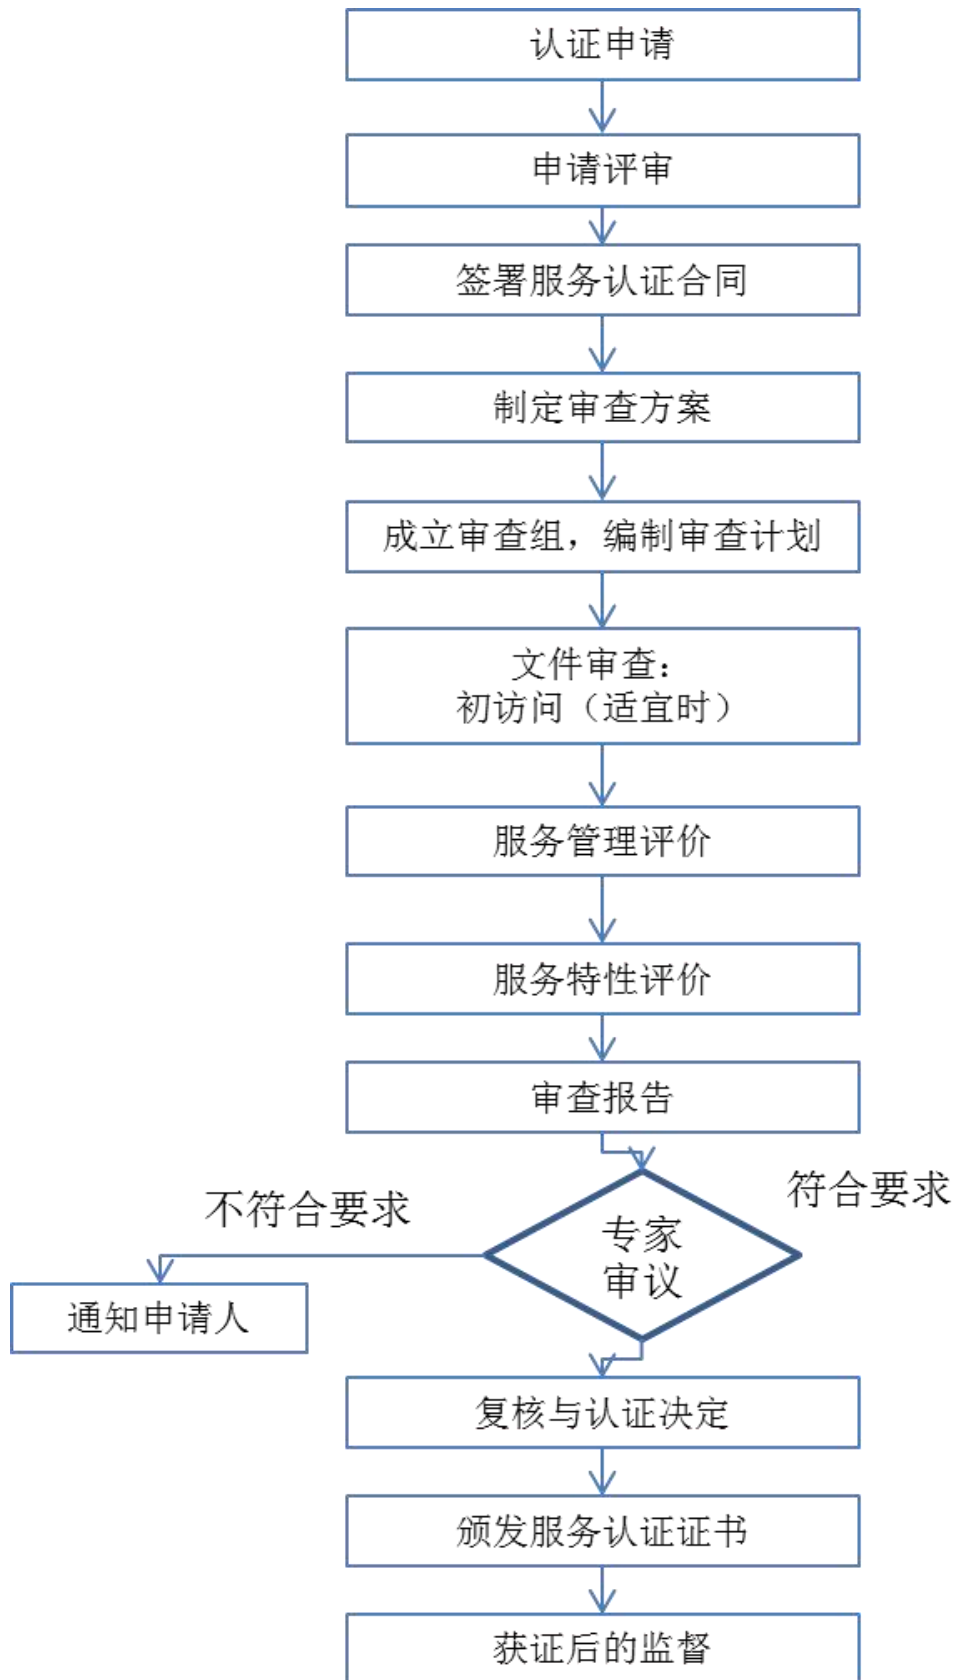 认证申请
申请评审
签署服务认证合同
制定审查方案
成立审查组，编制审查计划
文件审查：
初访问（适宜时）
服务管理评价
服务特性评价
审查报告
符合要求
不符合要求
专家
审议
通知申请人
复核与认证决定
颁发服务认证证书
获证后的监督